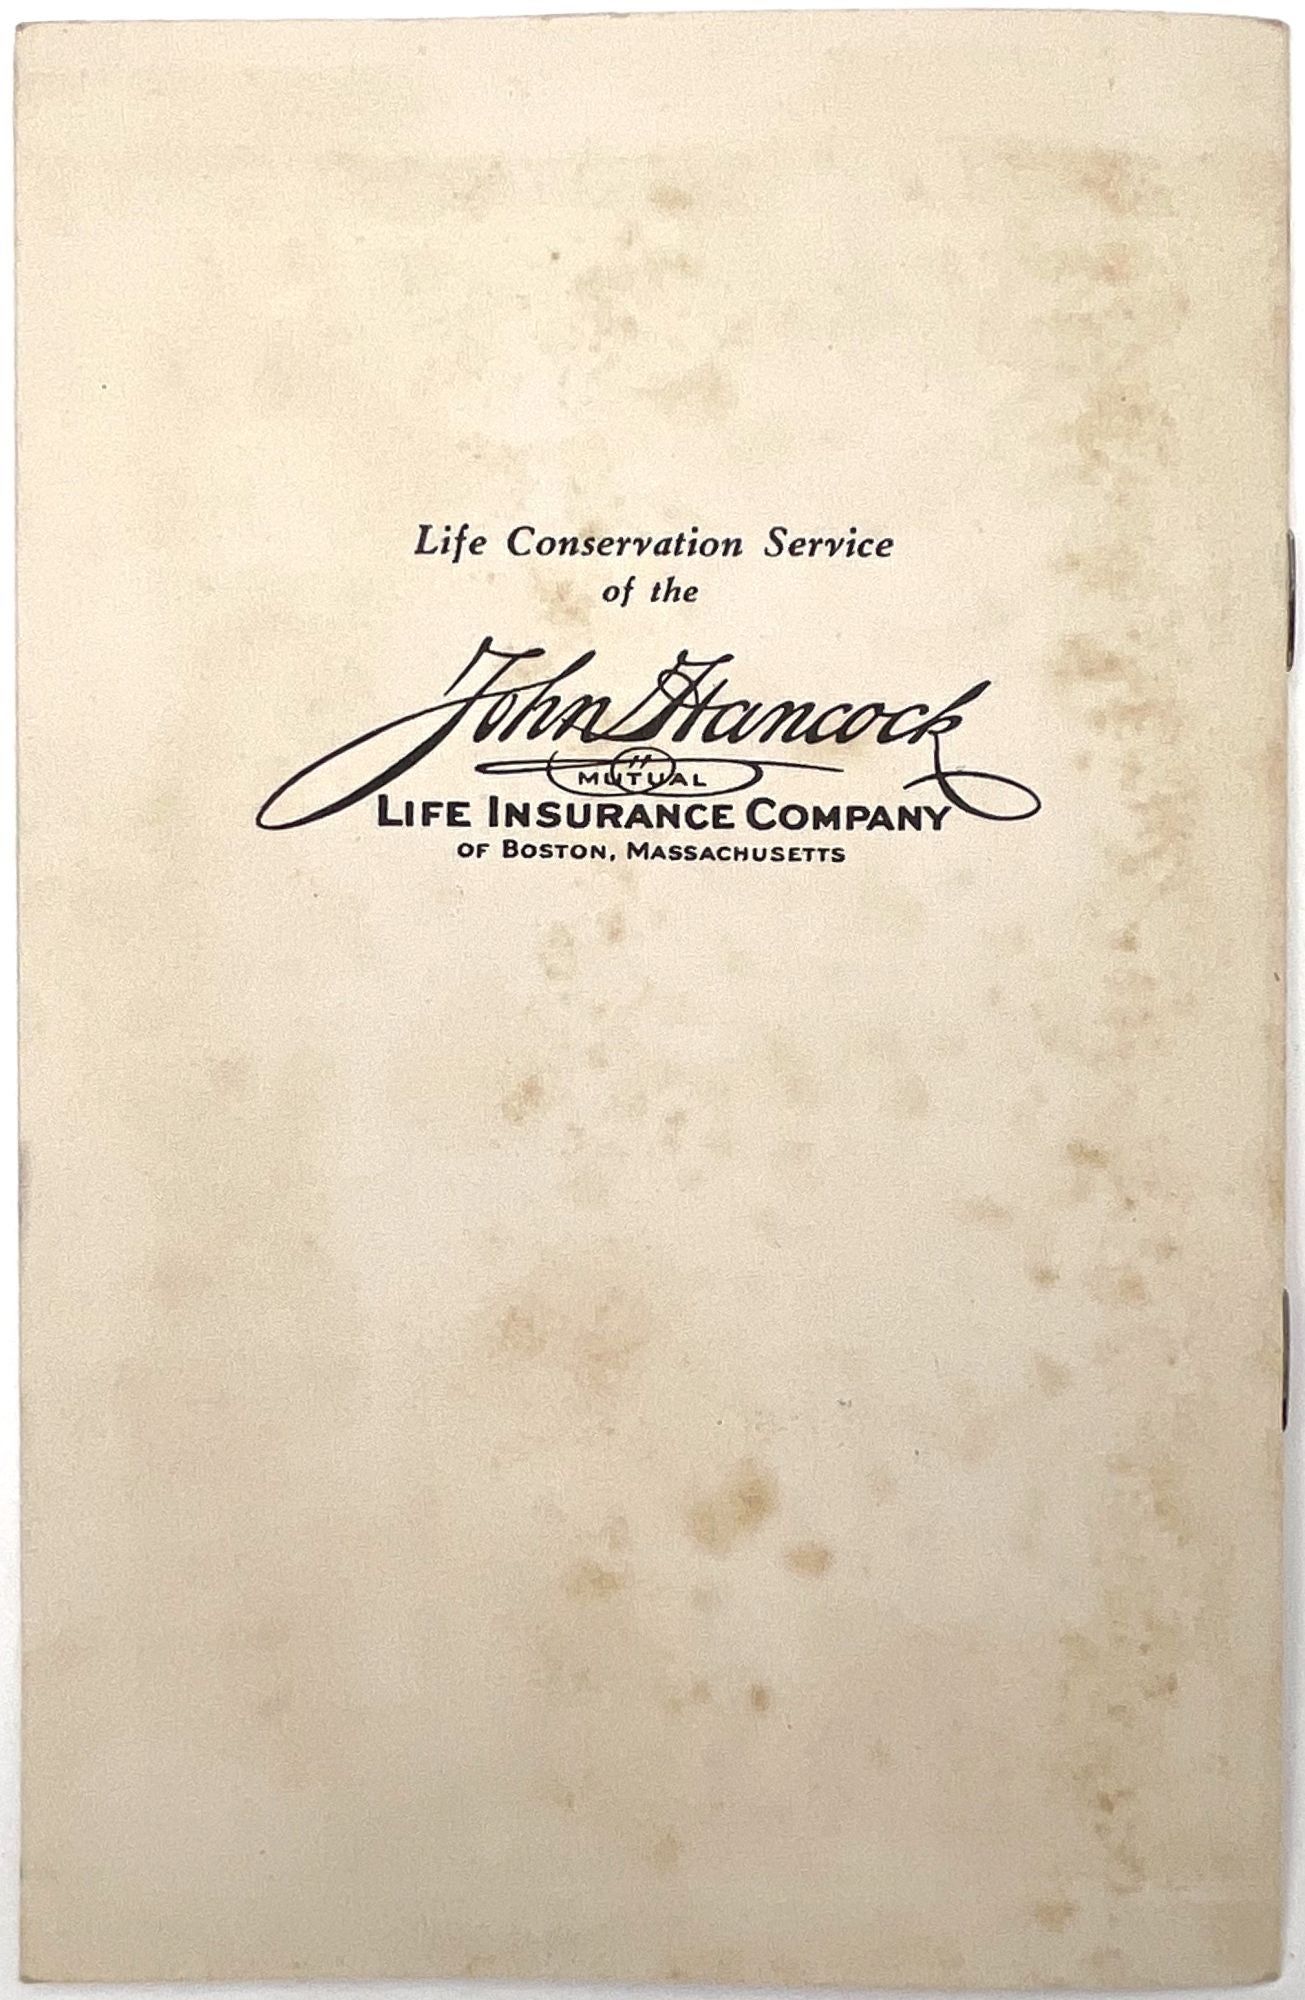 Life Conservation Service
of the
John Hancock
MUTUAL
LIFE INSURANCE COMPANY
OF BOSTON, MASSACHUSETTS